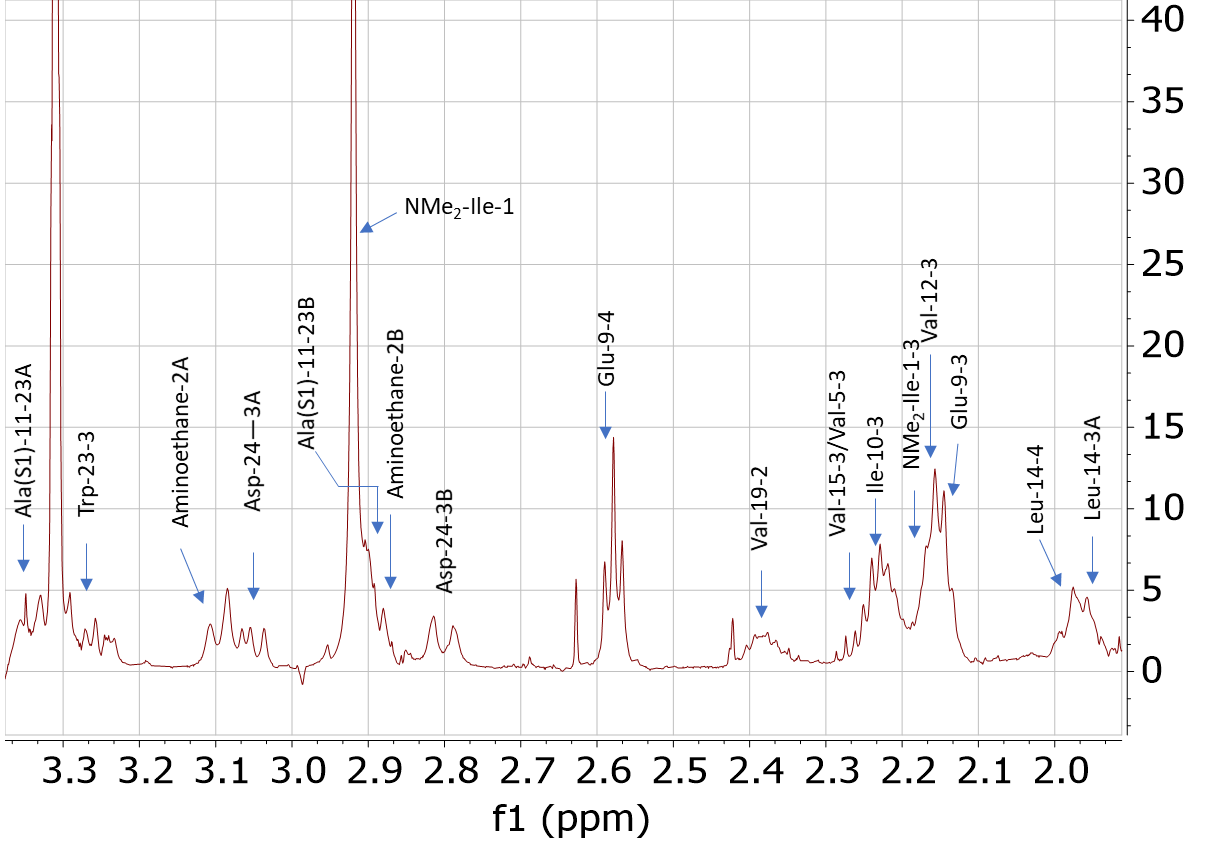 Ala(S1)-11-23A
Trp-23-3
Aminoethane-2A
Asp-24—3A
Ala(S1)-11-23B
NMe₂-Ile-1
Aminoethane-2B
Asp-24-3B
Glu-9-4
Val-19-2
Val-15-3/Val-5-3
Ile-10-3
NMe₂-Ile-1-3
Val-12-3
Glu-9-3
Leu-14-4
Leu-14-3A
40
35
30
25
20
15
10
5
0
3.3 3.2 3.1 3.0 2.9 2.8 2.7 2.6 2.5 2.4 2.3 2.2 2.1 2.0
f1 (ppm)